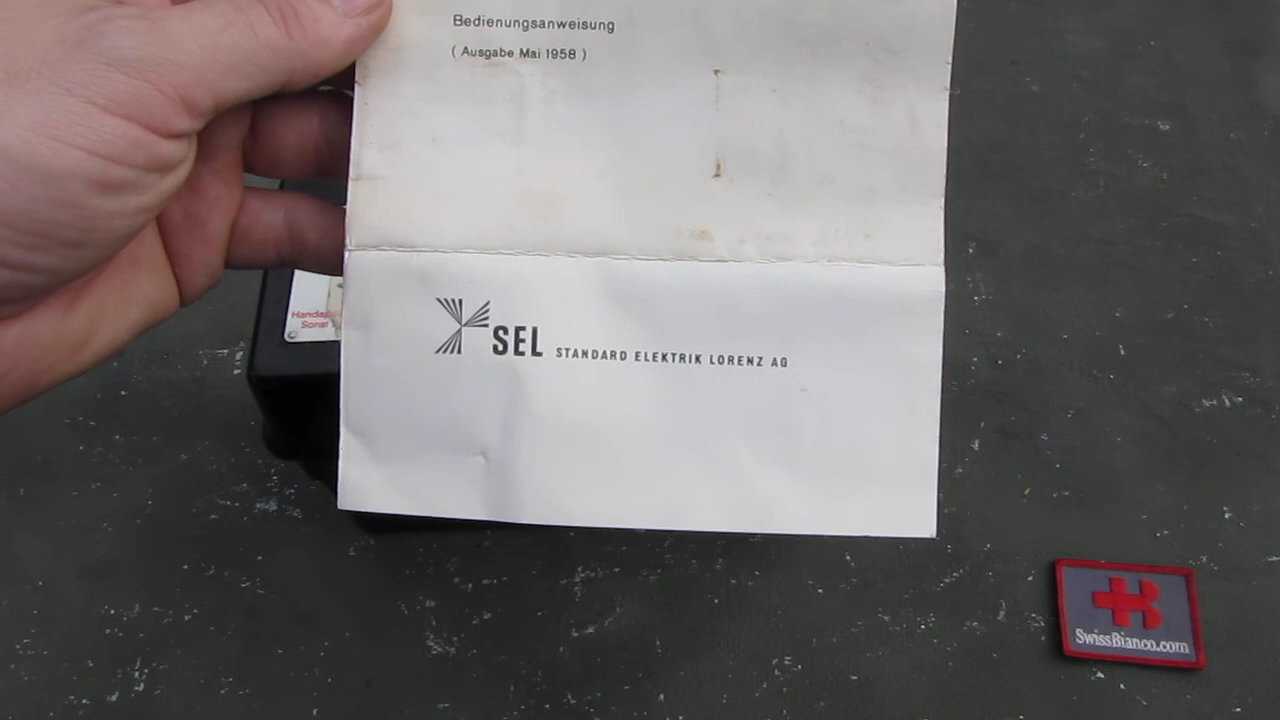 Bedienungsanweisung
( Ausgabe Mai 1958 )
SEL STANDARD ELEKTRIK LORENZ AG
SwissBianco.com